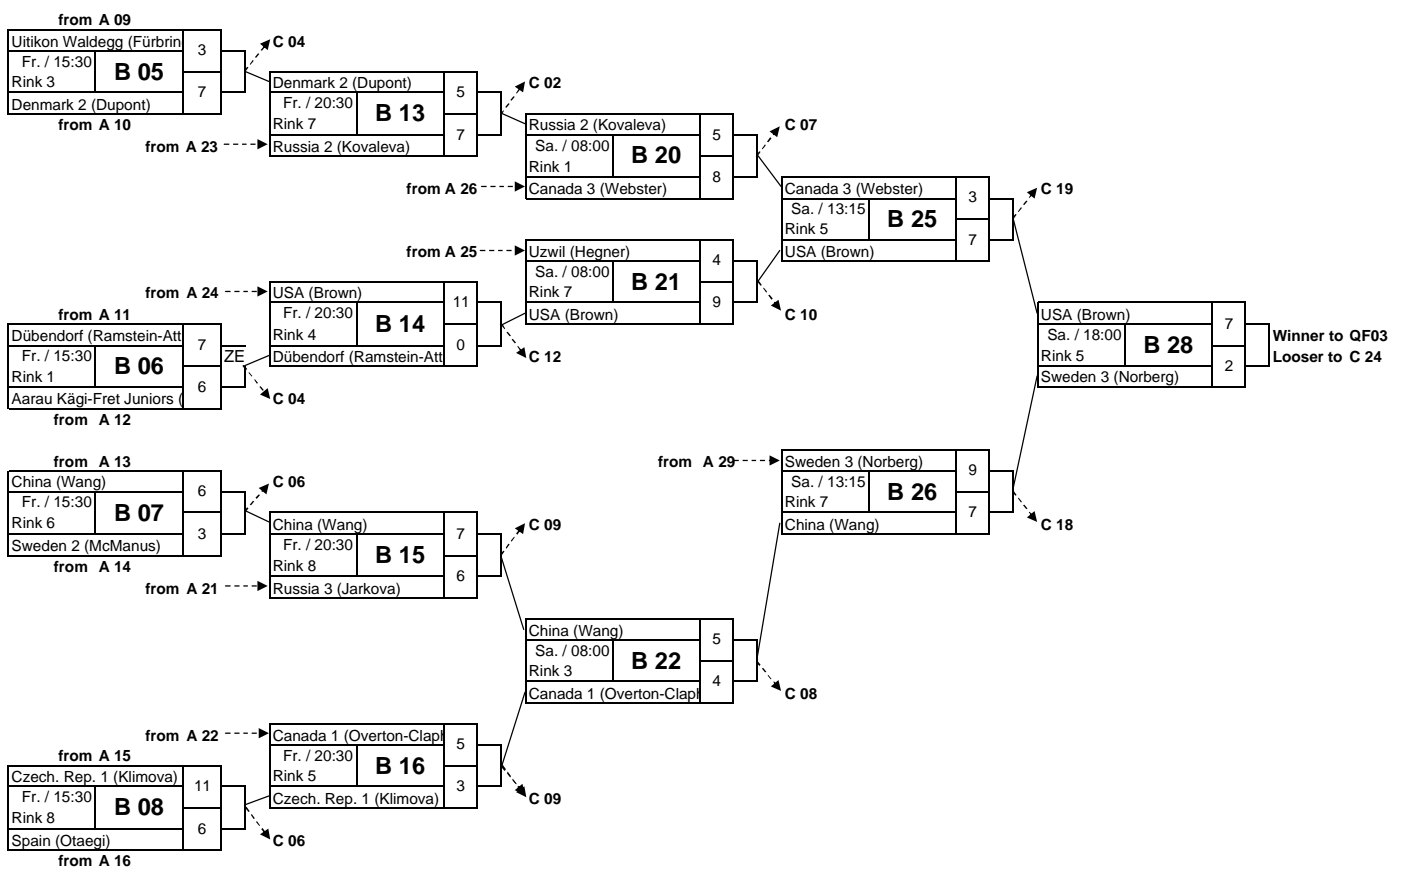 from A 09
Uitikon Waldegg (Fürbrin
3
Fr. / 15:30
Rink 3
B 05
7
Denmark 2 (Dupont)
from A 10
C 04
Denmark 2 (Dupont)
5
Fr. / 20:30
Rink 7
B 13
7
from A 23
Russia 2 (Kovaleva)
C 02
Russia 2 (Kovaleva)
5
Sa. / 08:00
Rink 1
B 20
8
from A 26
Canada 3 (Webster)
C 07
Canada 3 (Webster)
3
Sa. / 13:15
Rink 5
B 25
7
USA (Brown)
C 19
from A 25
Uzwil (Hegner)
4
Sa. / 08:00
Rink 7
B 21
9
USA (Brown)
C 10
from A 24
USA (Brown)
11
Fr. / 20:30
Rink 4
B 14
0
Dübendorf (Ramstein-Att
C 12
from A 11
Dübendorf (Ramstein-Att
7
ZE
Fr. / 15:30
Rink 1
B 06
6
Aarau Kägi-Fret Juniors (
from A 12
C 04
USA (Brown)
7
Sa. / 18:00
Rink 5
B 28
2
Sweden 3 (Norberg)
Winner to QF03
Looser to C 24
from A 13
China (Wang)
6
Fr. / 15:30
Rink 6
B 07
3
Sweden 2 (McManus)
from A 14
C 06
China (Wang)
7
Fr. / 20:30
Rink 8
B 15
6
from A 21
Russia 3 (Jarkova)
C 09
from A 29
Sweden 3 (Norberg)
9
Sa. / 13:15
Rink 7
B 26
7
China (Wang)
C 18
China (Wang)
5
Sa. / 08:00
Rink 3
B 22
4
Canada 1 (Overton-Claph
C 08
from A 22
Canada 1 (Overton-Claph
5
Fr. / 20:30
Rink 5
B 16
3
Czech. Rep. 1 (Klimova)
C 09
from A 15
Czech. Rep. 1 (Klimova)
11
Fr. / 15:30
Rink 8
B 08
6
Spain (Otaegi)
from A 16
C 06